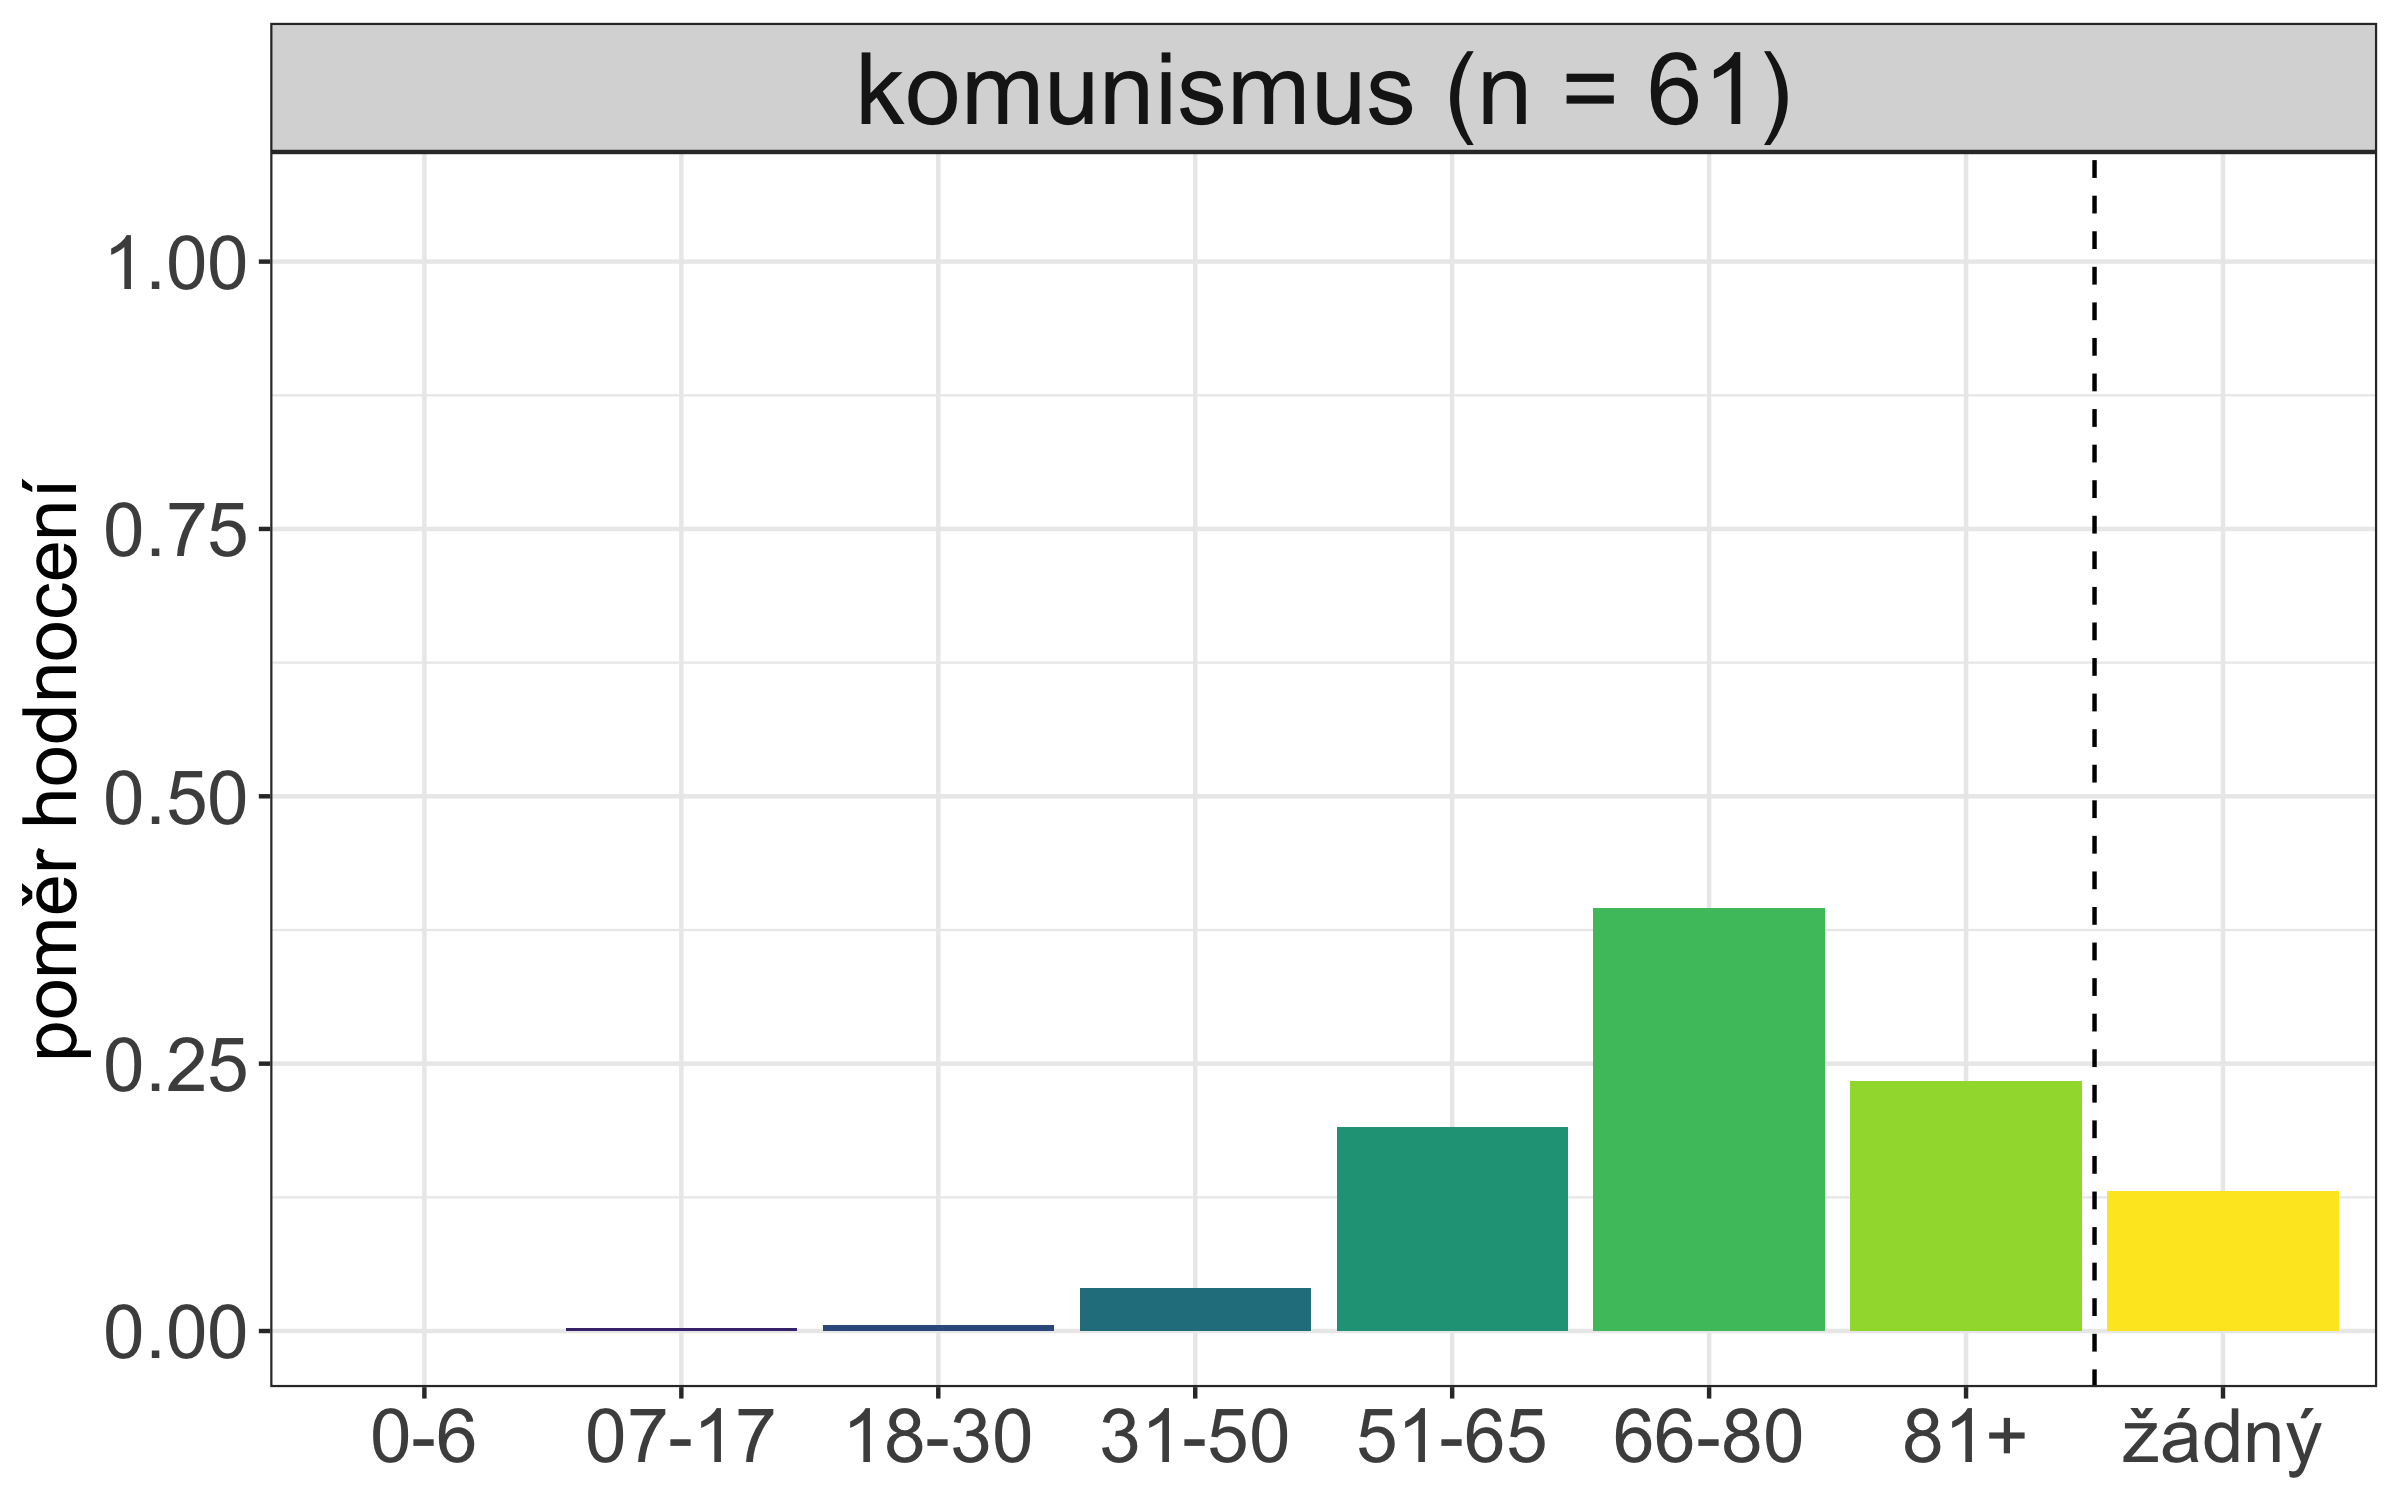 komunismus (n = 61)
poměr hodnocení
1.00
0.75
0.50
0.25
0.00
0-6 07-17 18-30 31-50 51-65 66-80 81+ žádný